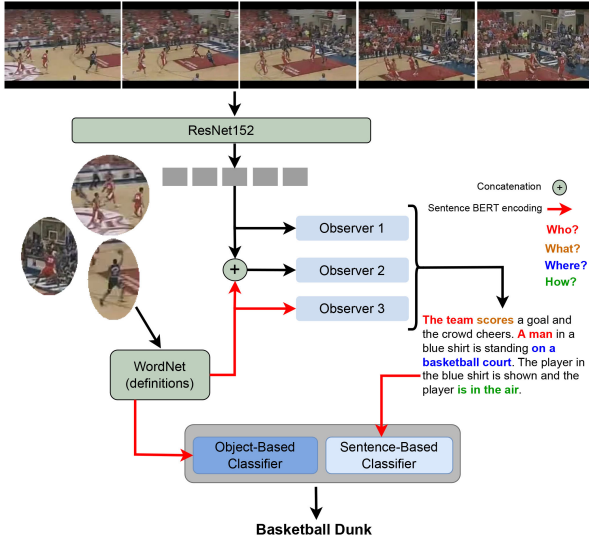 ResNet152
Concatenation
+
Sentence BERT encoding
Who?
What?
Where?
How?
Observer 1
+
Observer 2
Observer 3
The team scores a goal and
the crowd cheers. A man in a
blue shirt is standing on a
basketball court. The player in
the blue shirt is shown and the
player is in the air.
WordNet
(definitions)
Object-Based
Classifier
Sentence-Based
Classifier
Basketball Dunk